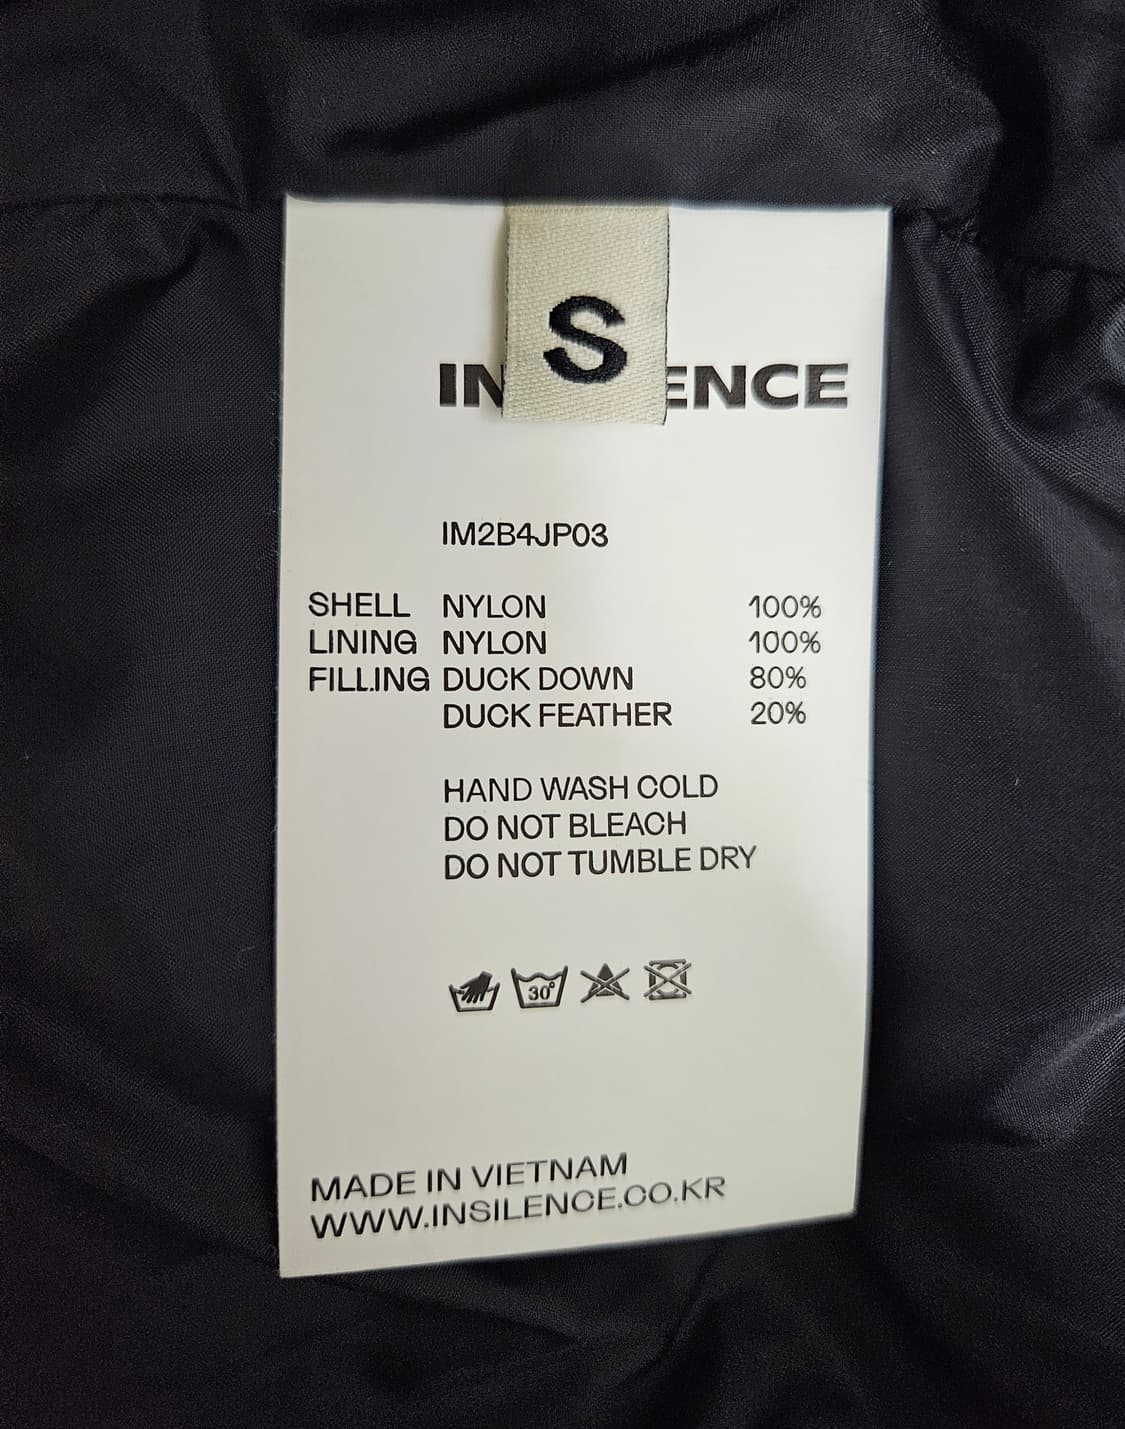 S
IN ENCE
IM2B4JP03
SHELL NYLON 100%
LINING NYLON 100%
FILLING DUCK DOWN 80%
DUCK FEATHER 20%
HAND WASH COLD
DO NOT BLEACH
DO NOT TUMBLE DRY
30°
MADE IN VIETNAM
WWW.INSILENCE.CO.KR